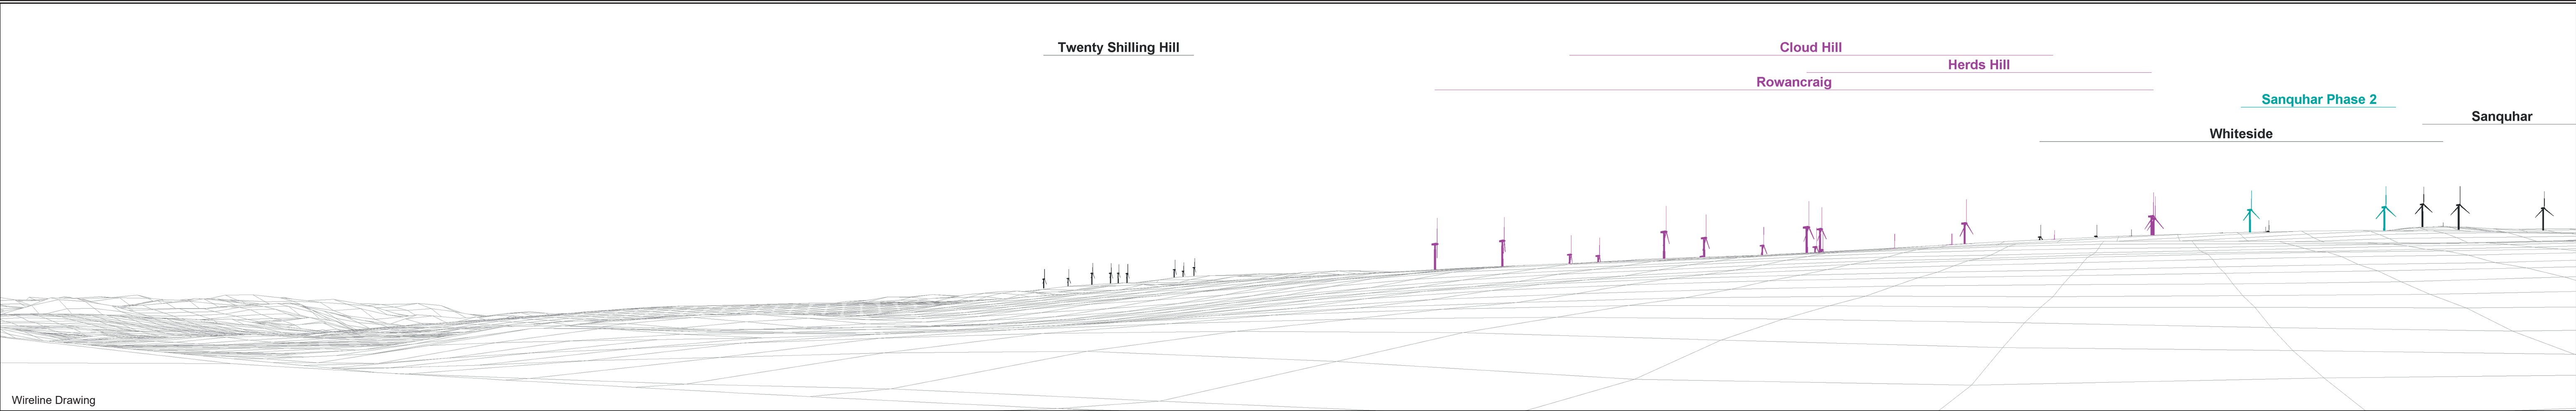 Twenty Shilling Hill
Cloud Hill
Herds Hill
Rowancraig
Sanquhar Phase 2
Sanquhar
Whiteside
Wireline Drawing